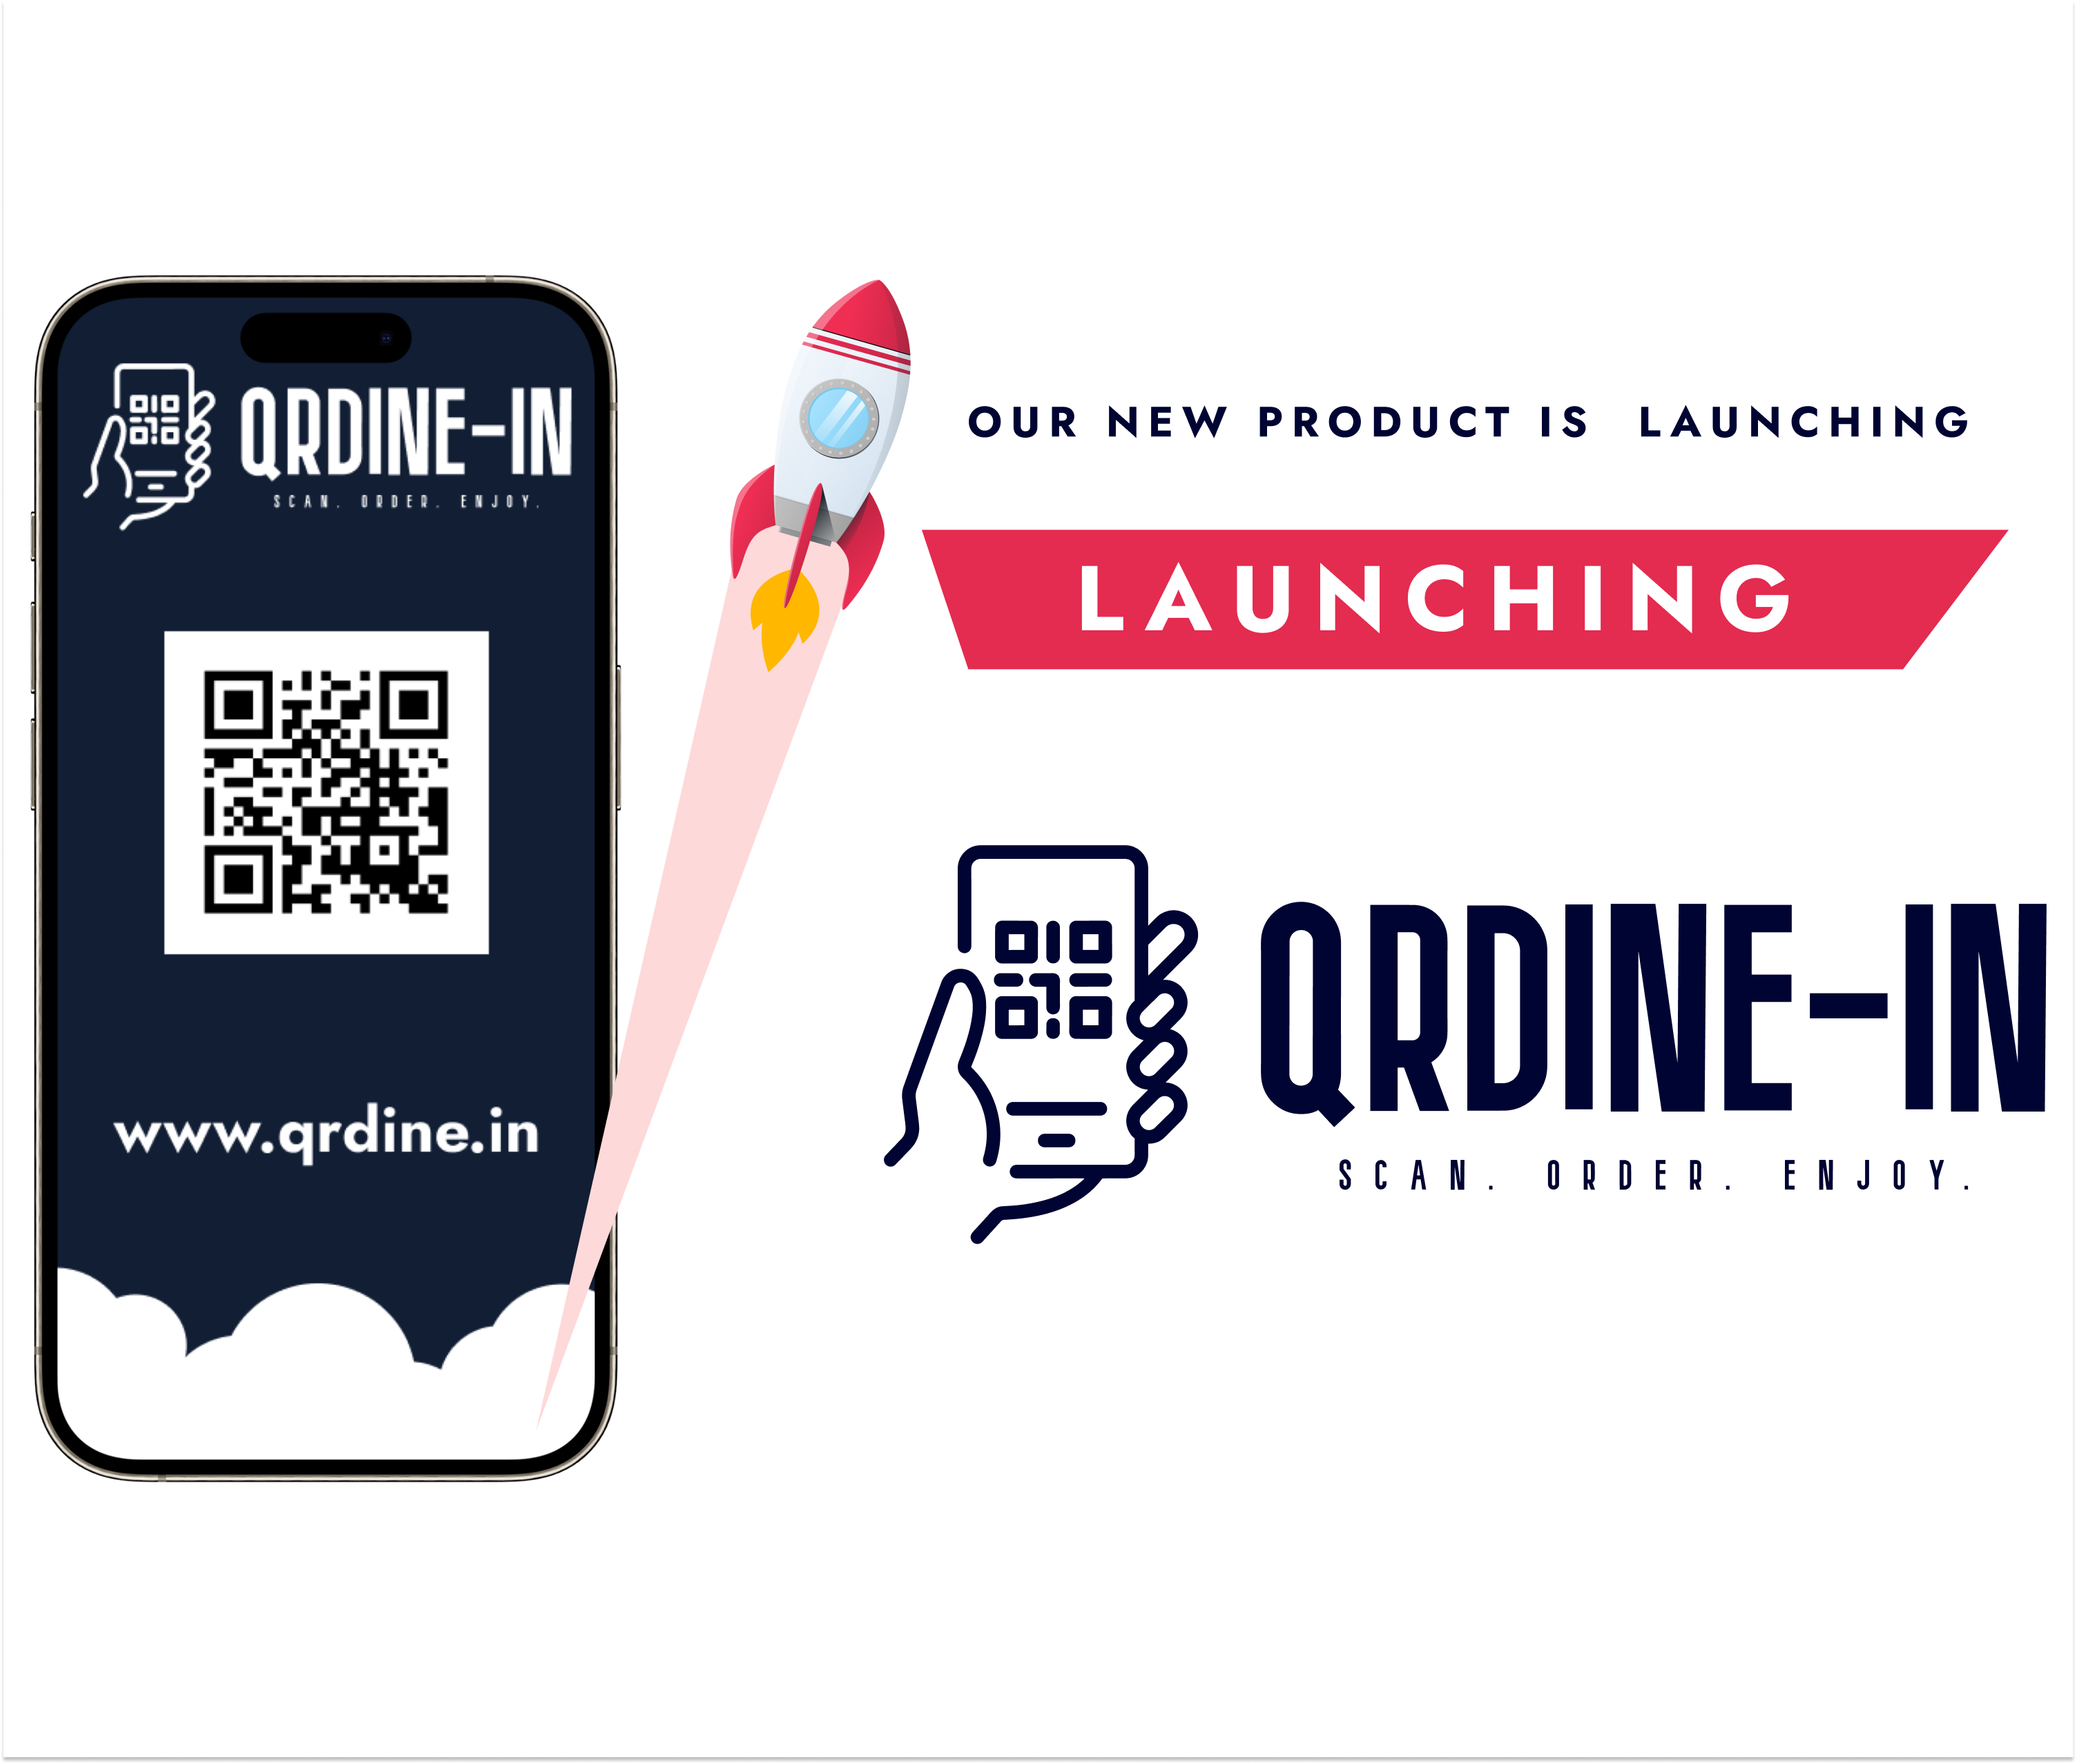 QRDINE-IN
SCAN. ORDER. ENJOY.
www.qrdine.in
OUR NEW PRODUCT IS LAUNCHING
LAUNCHING
QRDINE-IN
SCAN. ORDER. ENJOY.